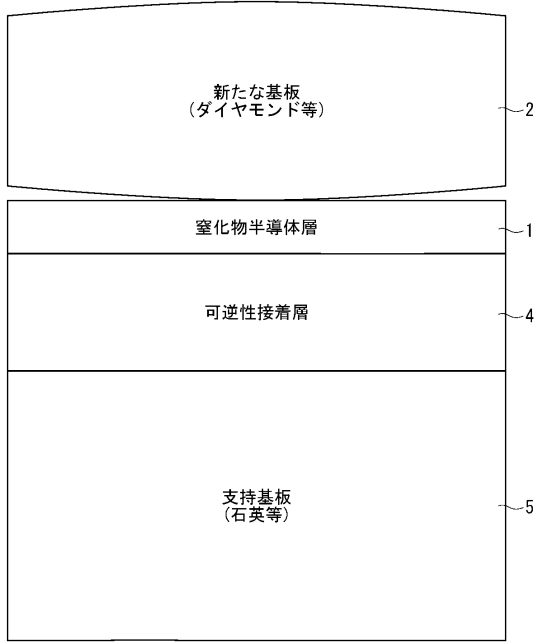 新たな基板
(ダイヤモンド等)
2
窒化物半導体層
1
可逆性接着層
4
支持基板
(石英等)
5